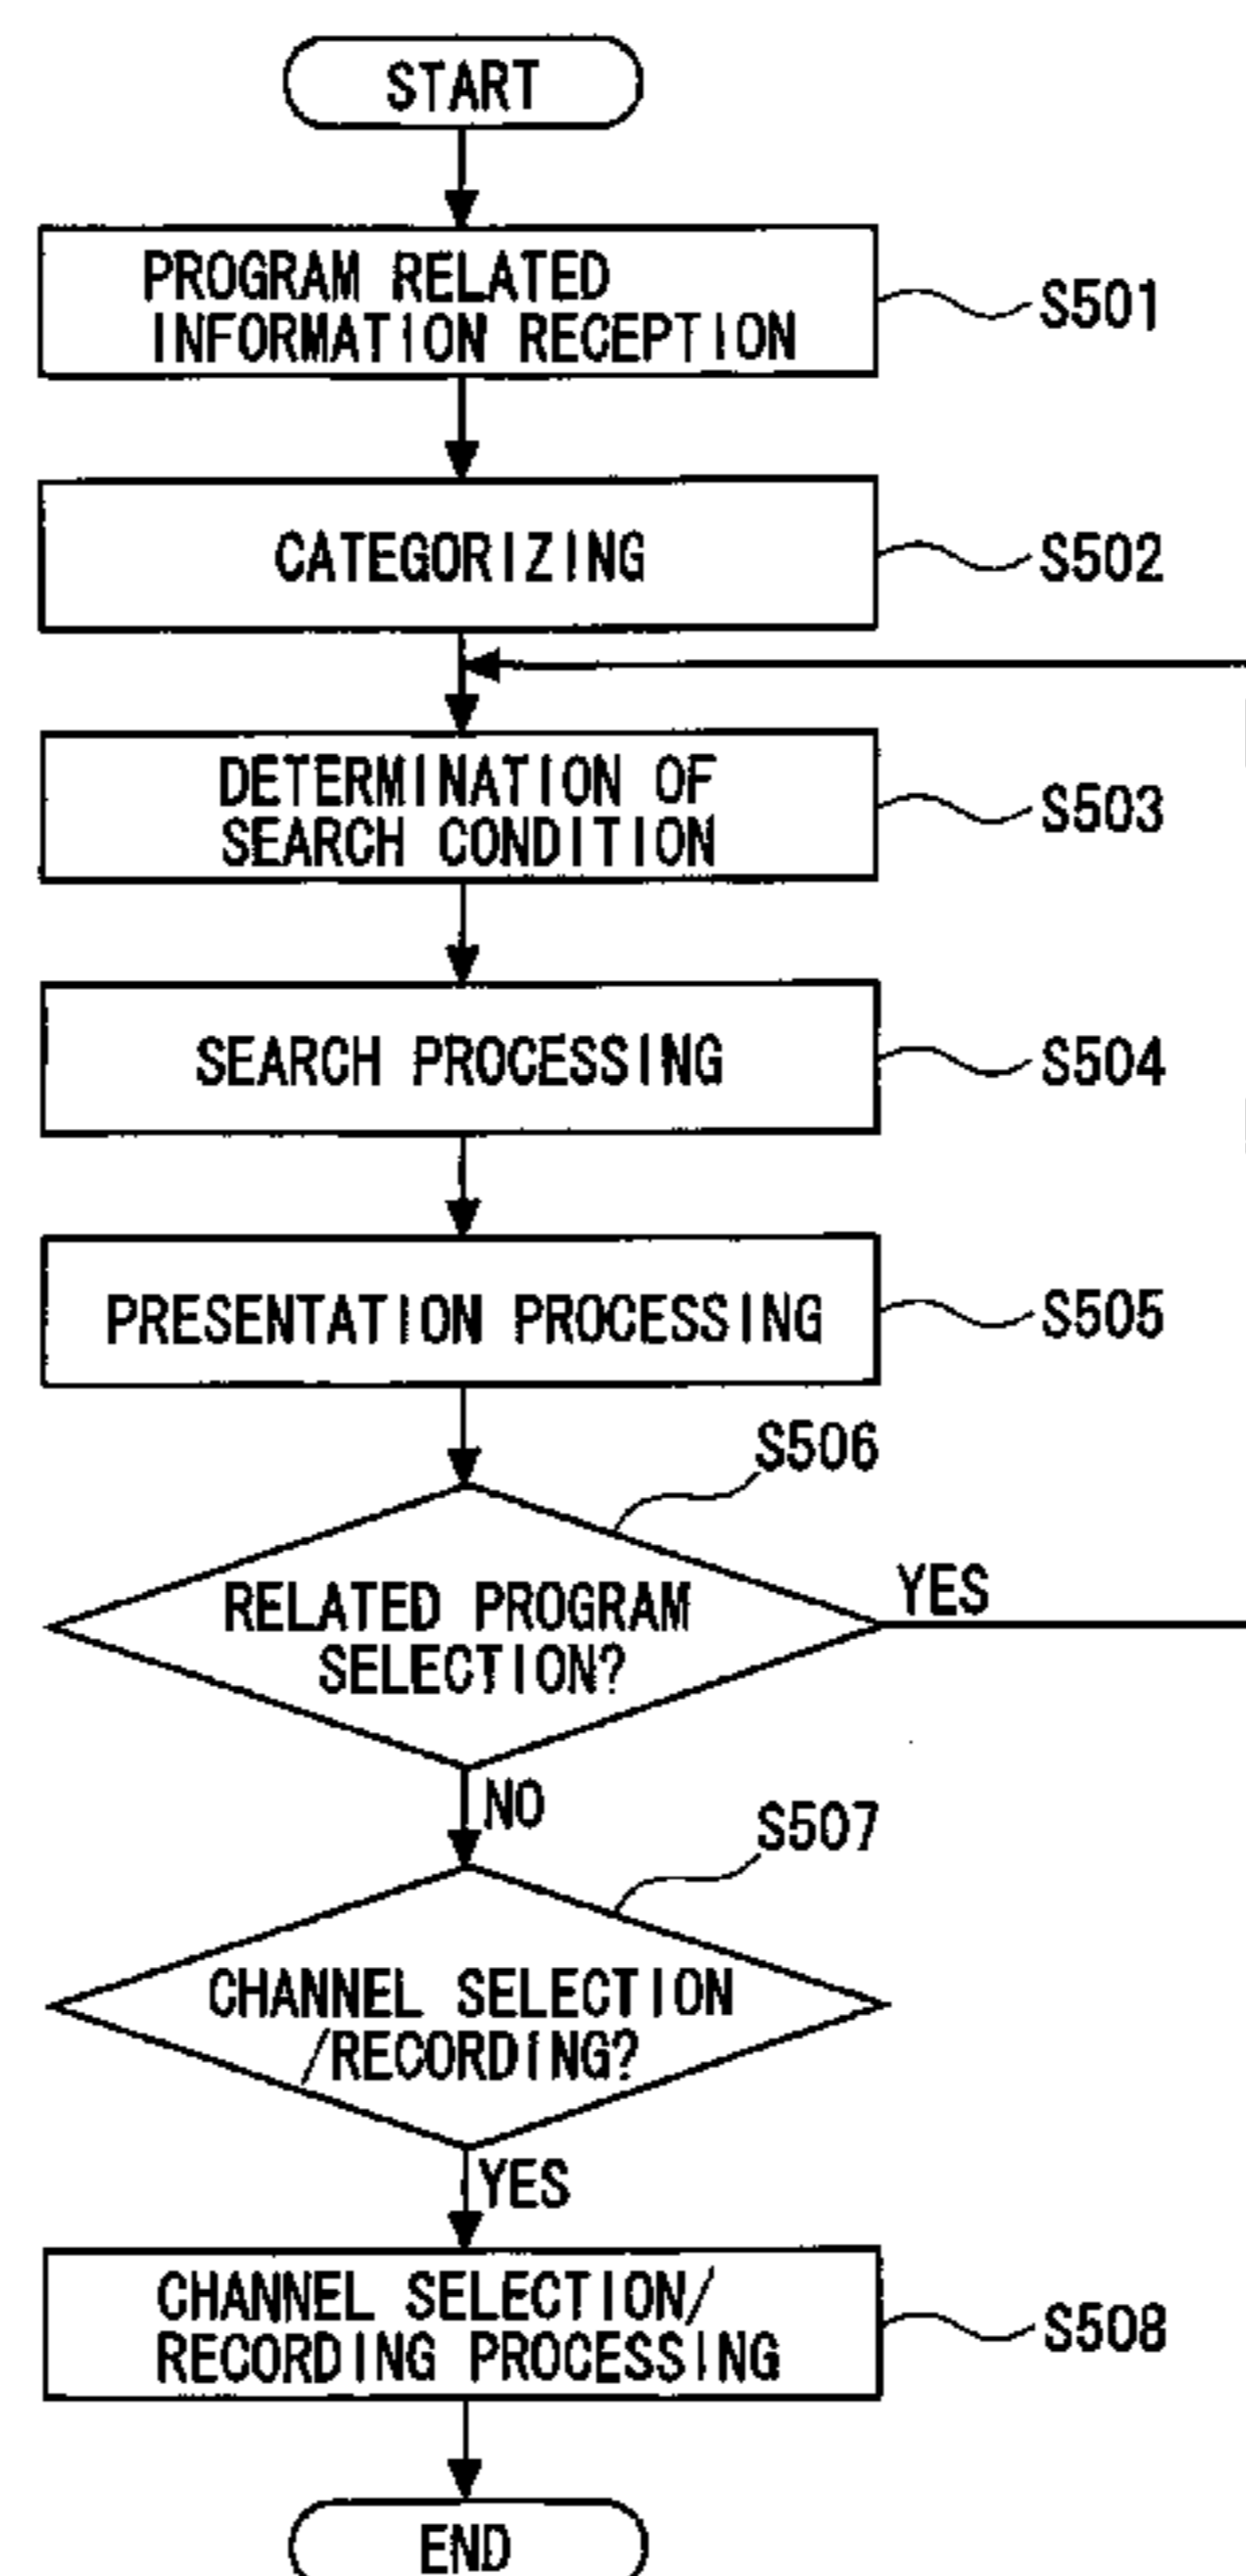 START
PROGRAM RELATED
INFORMATION RECEPTION
S501
CATEGORIZING
S502
DETERMINATION OF
SEARCH CONDITION
S503
SEARCH PROCESSING
S504
PRESENTATION PROCESSING
S505
S506
RELATED PROGRAM
SELECTION?
YES
NO
S507
CHANNEL SELECTION
/RECORDING?
YES
CHANNEL SELECTION/
RECORDING PROCESSING
S508
END